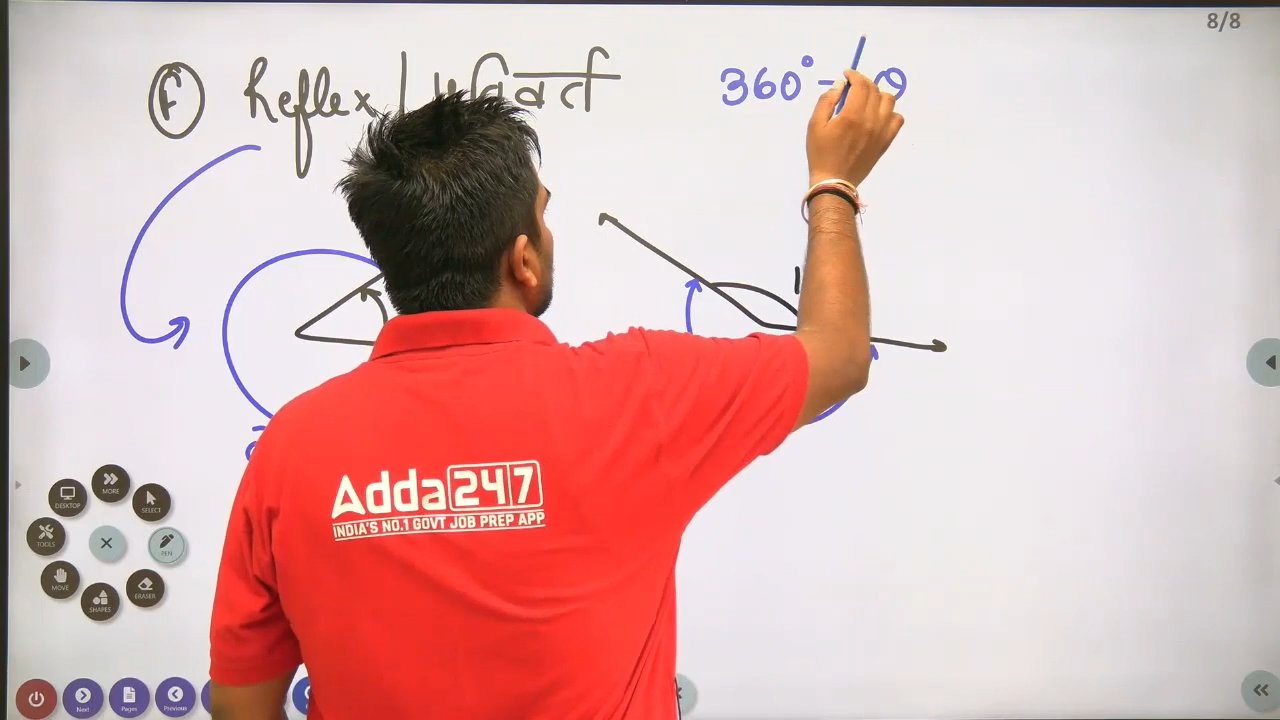 8/8
F Reflex |
360° - θ
Adda247
INDIA'S NO.1 GOVT JOB PREP APP
MORE
DESKTOP
SELECT
TOOLS
PEN
MOVE
ERASER
SHAPES
Next
Pages
Previous